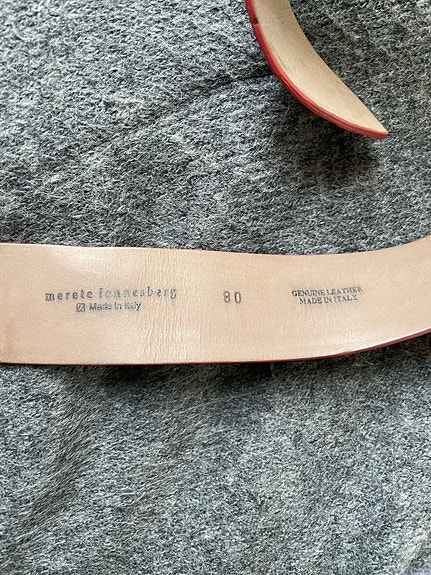 merete fonnesberg
Made in Italy
80
GENUINE LEATHER
MADE IN ITALY